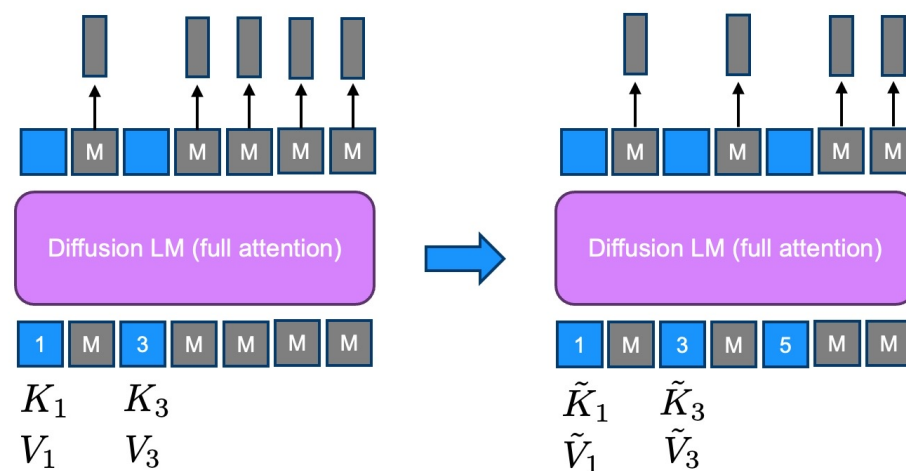 M M M M M
Diffusion LM (full attention)
1 M 3 M M M M
K₁ K₃
V₁ V₃
M M M M
Diffusion LM (full attention)
1 M 3 M 5 M M
K̃₁ K̃₃
Ṽ₁ Ṽ₃